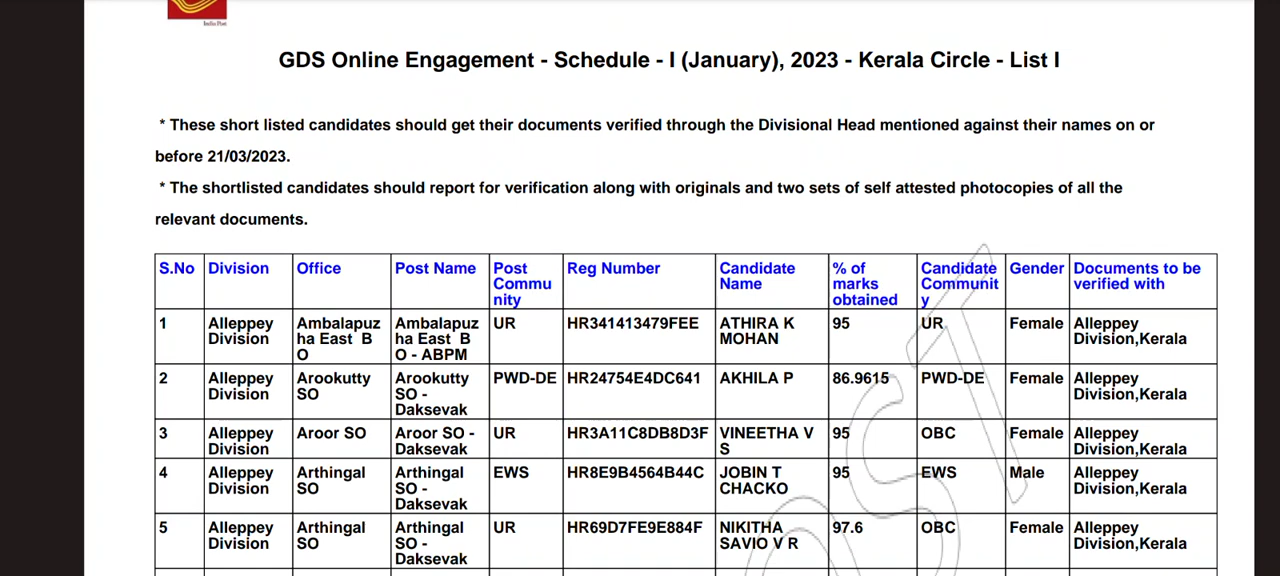 India Post
GDS Online Engagement - Schedule - I (January), 2023 - Kerala Circle - List I
* These short listed candidates should get their documents verified through the Divisional Head mentioned against their names on or
before 21/03/2023.
* The shortlisted candidates should report for verification along with originals and two sets of self attested photocopies of all the
relevant documents.
S.No Division Office Post Name Post Commu nity Reg Number Candidate Name % of marks obtained Candidate Communit y Gender Documents to be verified with
1 Alleppey Division Ambalapuz ha East B O Ambalapuz ha East B O - ABPM UR HR341413479FEE ATHIRA K MOHAN 95 UR Female Alleppey Division,Kerala
2 Alleppey Division Arookutty SO Arookutty SO - Daksevak PWD-DE HR24754E4DC641 AKHILA P 86.9615 PWD-DE Female Alleppey Division,Kerala
3 Alleppey Division Aroor SO Aroor SO - Daksevak UR HR3A11C8DB8D3F VINEETHA V S 95 OBC Female Alleppey Division,Kerala
4 Alleppey Division Arthingal SO Arthingal SO - Daksevak EWS HR8E9B4564B44C JOBIN T CHACKO 95 EWS Male Alleppey Division,Kerala
5 Alleppey Division Arthingal SO Arthingal SO - Daksevak UR HR69D7FE9E884F NIKITHA SAVIO V R 97.6 OBC Female Alleppey Division,Kerala